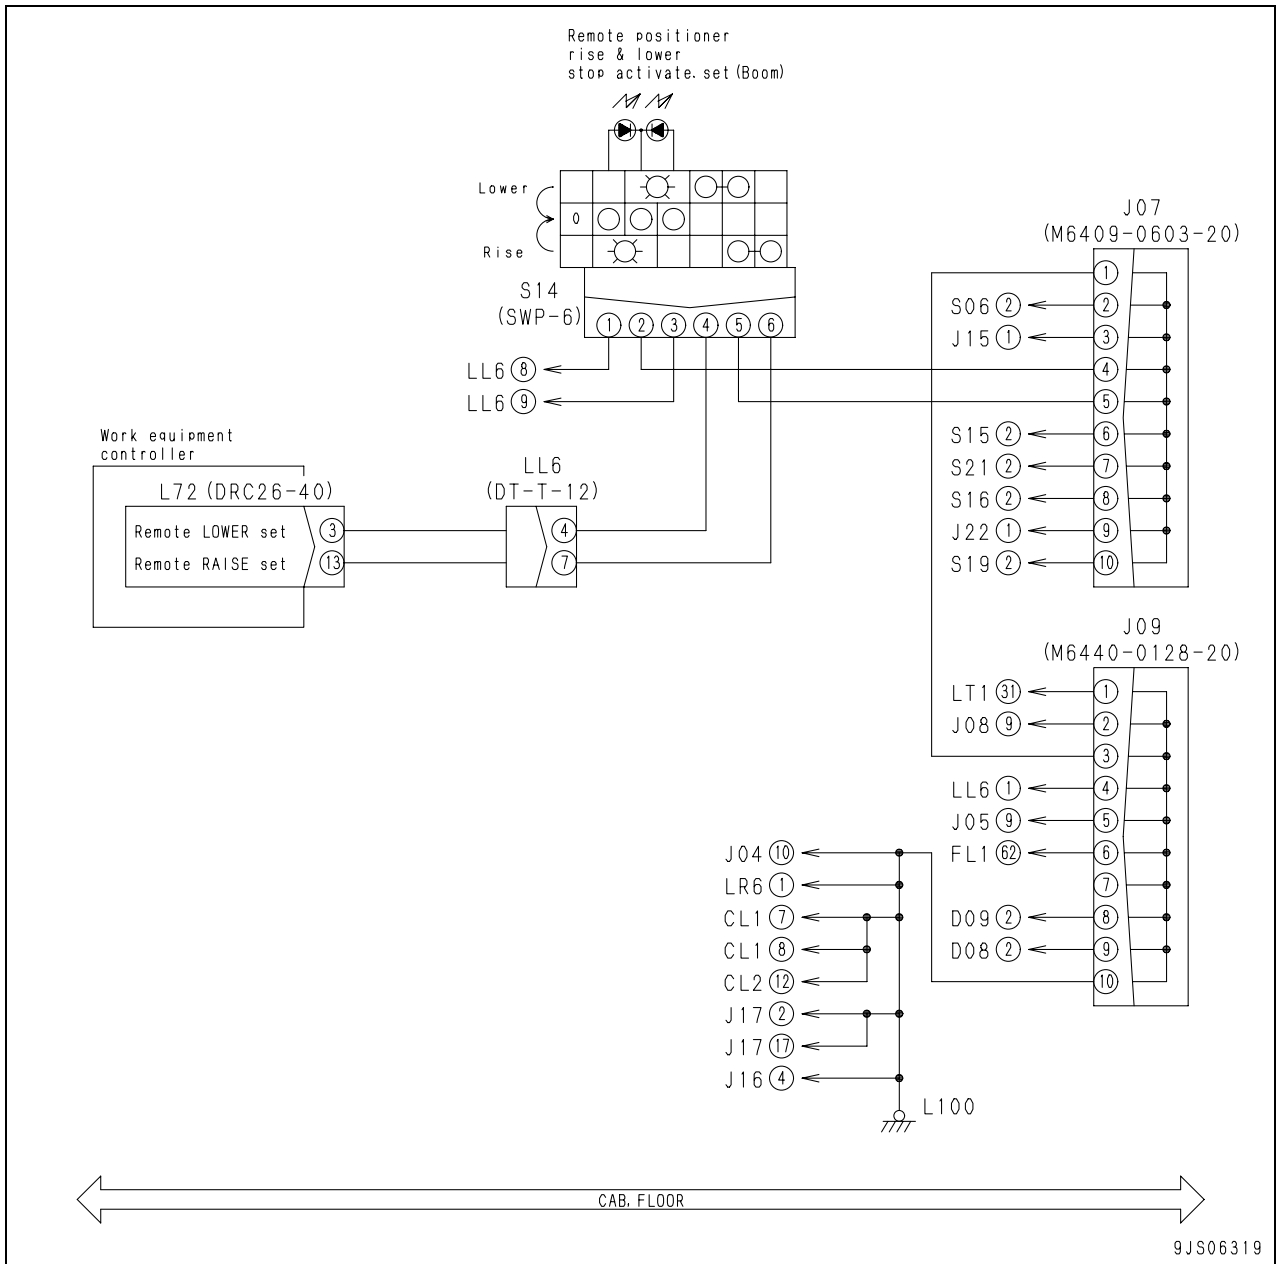 Remote positioner
rise & lower
stop activate. set (Boom)
Lower
0
Rise
S14
(SWP-6)
1 2 3 4 5 6
LL6 8
LL6 9
Work equipment
controller
L72 (DRC26-40)
Remote LOWER set 3
Remote RAISE set 13
LL6
(DT-T-12)
4
7
J07
(M6409-0603-20)
1
S06 2 2
J15 1 3
4
5
S15 2 6
S21 2 7
S16 2 8
J22 1 9
S19 2 10
J09
(M6440-0128-20)
LT1 31 1
J08 9 2
3
LL6 1 4
J05 9 5
FL1 62 6
7
D09 2 8
D08 2 9
10
J04 10
LR6 1
CL1 7
CL1 8
CL2 12
J17 2
J17 17
J16 4
L100
CAB, FLOOR
9JS06319